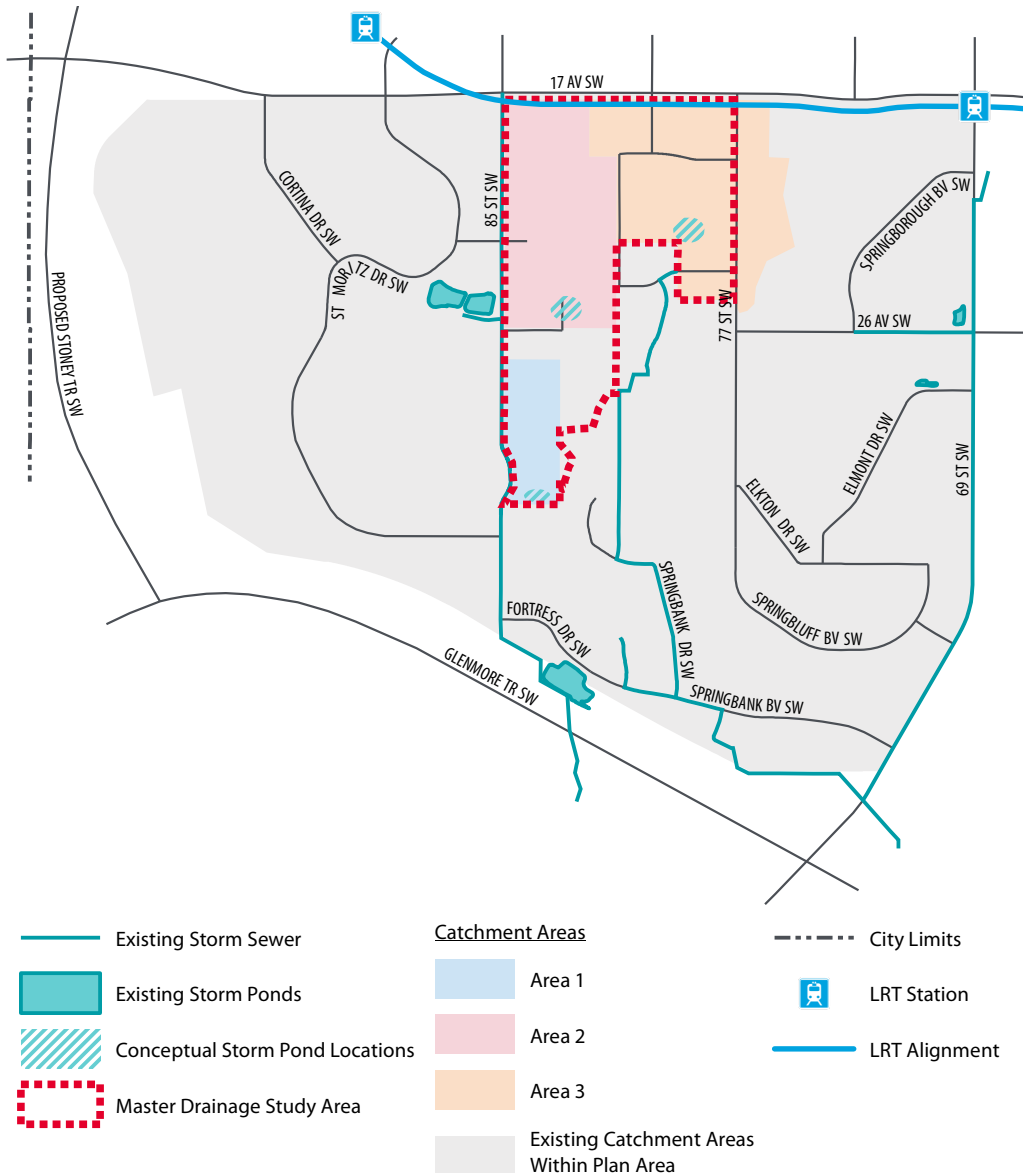 17 AV SW
85 ST SW
CORTINA DR SW
ST MORITZ DR SW
PROPOSED STONEY TR SW
SPRINGBOROUGH BV SW
77 ST SW
26 AV SW
ELMONT DR SW
69 ST SW
ELKTON DR SW
SPRINGBLUFF BV SW
SPRINGBANK DR SW
FORTRESS DR SW
GLENMORE TR SW
SPRINGBANK BV SW
Existing Storm Sewer
Existing Storm Ponds
Conceptual Storm Pond Locations
Master Drainage Study Area
Catchment Areas
Area 1
Area 2
Area 3
Existing Catchment Areas
Within Plan Area
City Limits
LRT Station
LRT Alignment